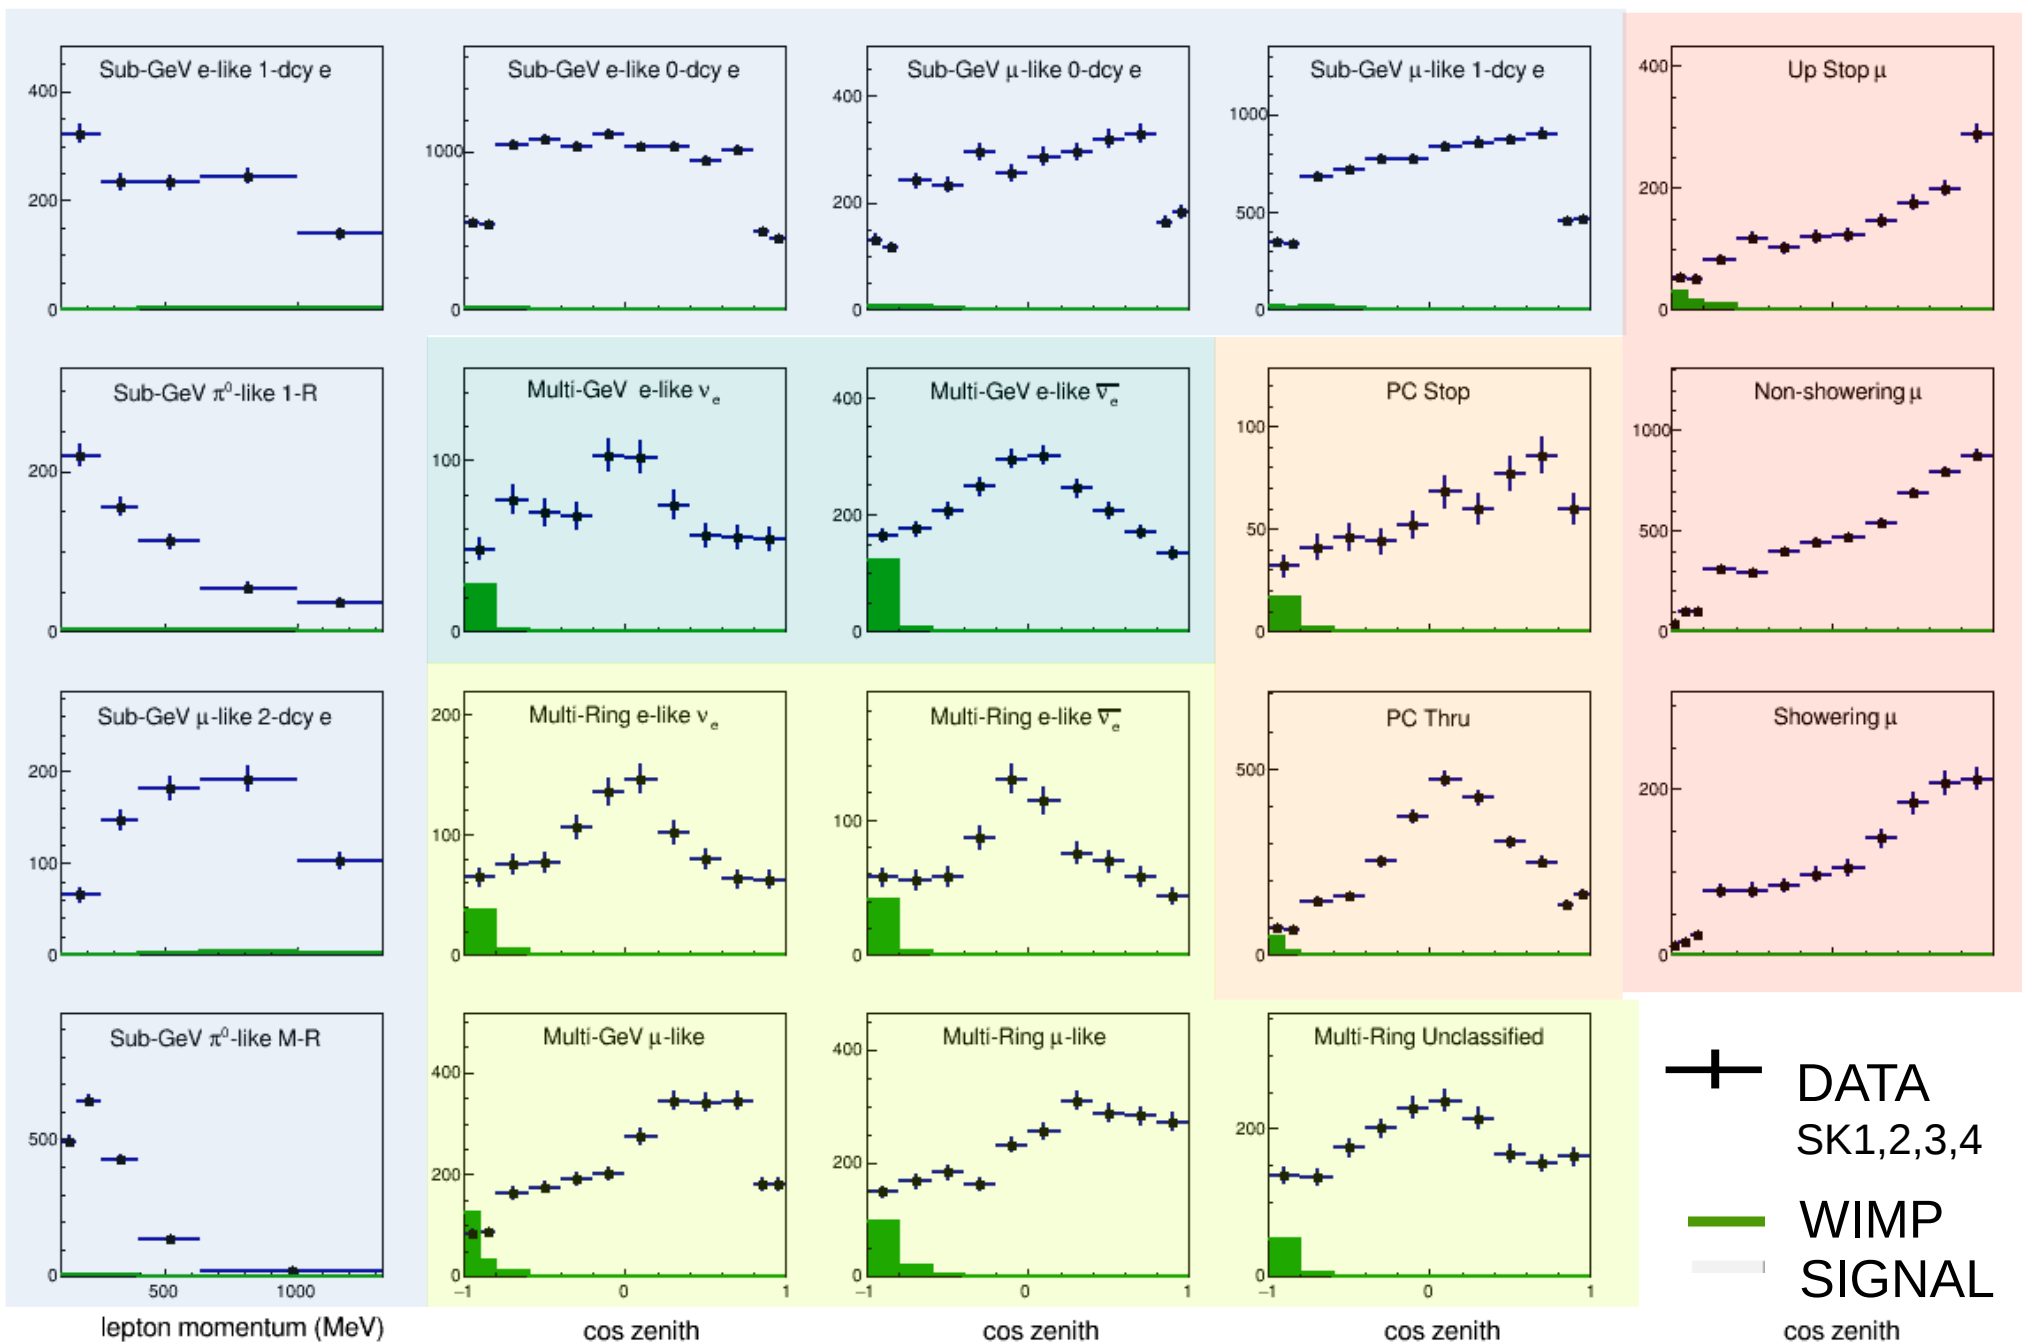 Sub-GeV e-like 1-dcy e
400
200
0
Sub-GeV e-like 0-dcy e
1000
0
Sub-GeV μ-like 0-dcy e
400
200
0
Sub-GeV μ-like 1-dcy e
1000
500
0
Up Stop μ
400
200
0
Sub-GeV π⁰-like 1-R
200
0
Multi-GeV e-like νₑ
100
0
Multi-GeV e-like ν̅ₑ
400
200
0
PC Stop
100
50
0
Non-showering μ
1000
500
0
Sub-GeV μ-like 2-dcy e
200
100
0
Multi-Ring e-like νₑ
200
100
0
Multi-Ring e-like ν̅ₑ
100
0
PC Thru
500
0
Showering μ
200
0
Sub-GeV π⁰-like M-R
500
0
500 1000
lepton momentum (MeV)
Multi-GeV μ-like
400
200
0
−1 0 1
cos zenith
Multi-Ring μ-like
400
200
0
−1 0 1
cos zenith
Multi-Ring Unclassified
200
0
−1 0 1
cos zenith
DATA
SK1,2,3,4
WIMP
SIGNAL
cos zenith